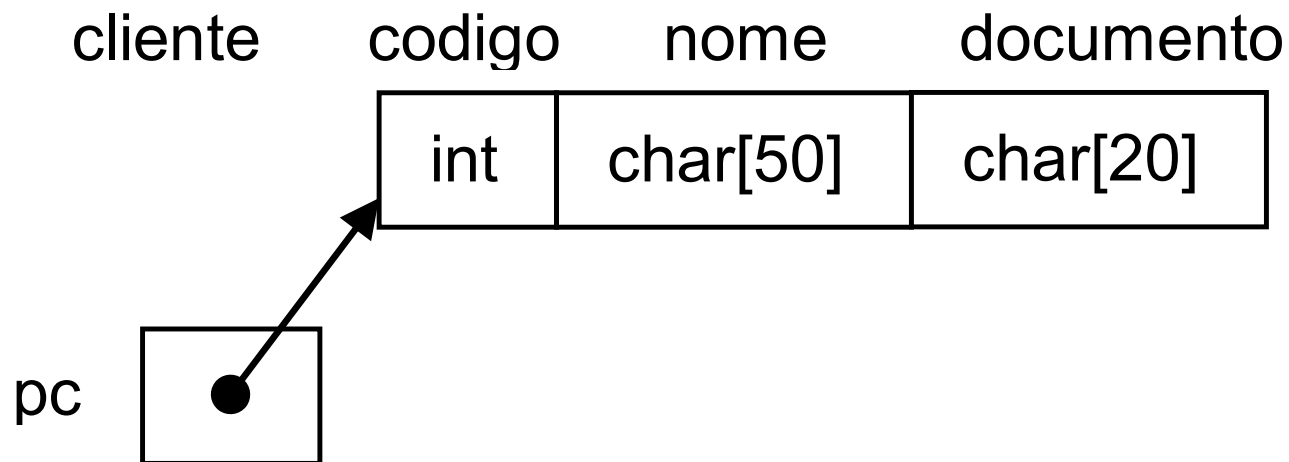 cliente codigo nome documento
int char[50] char[20]
pc